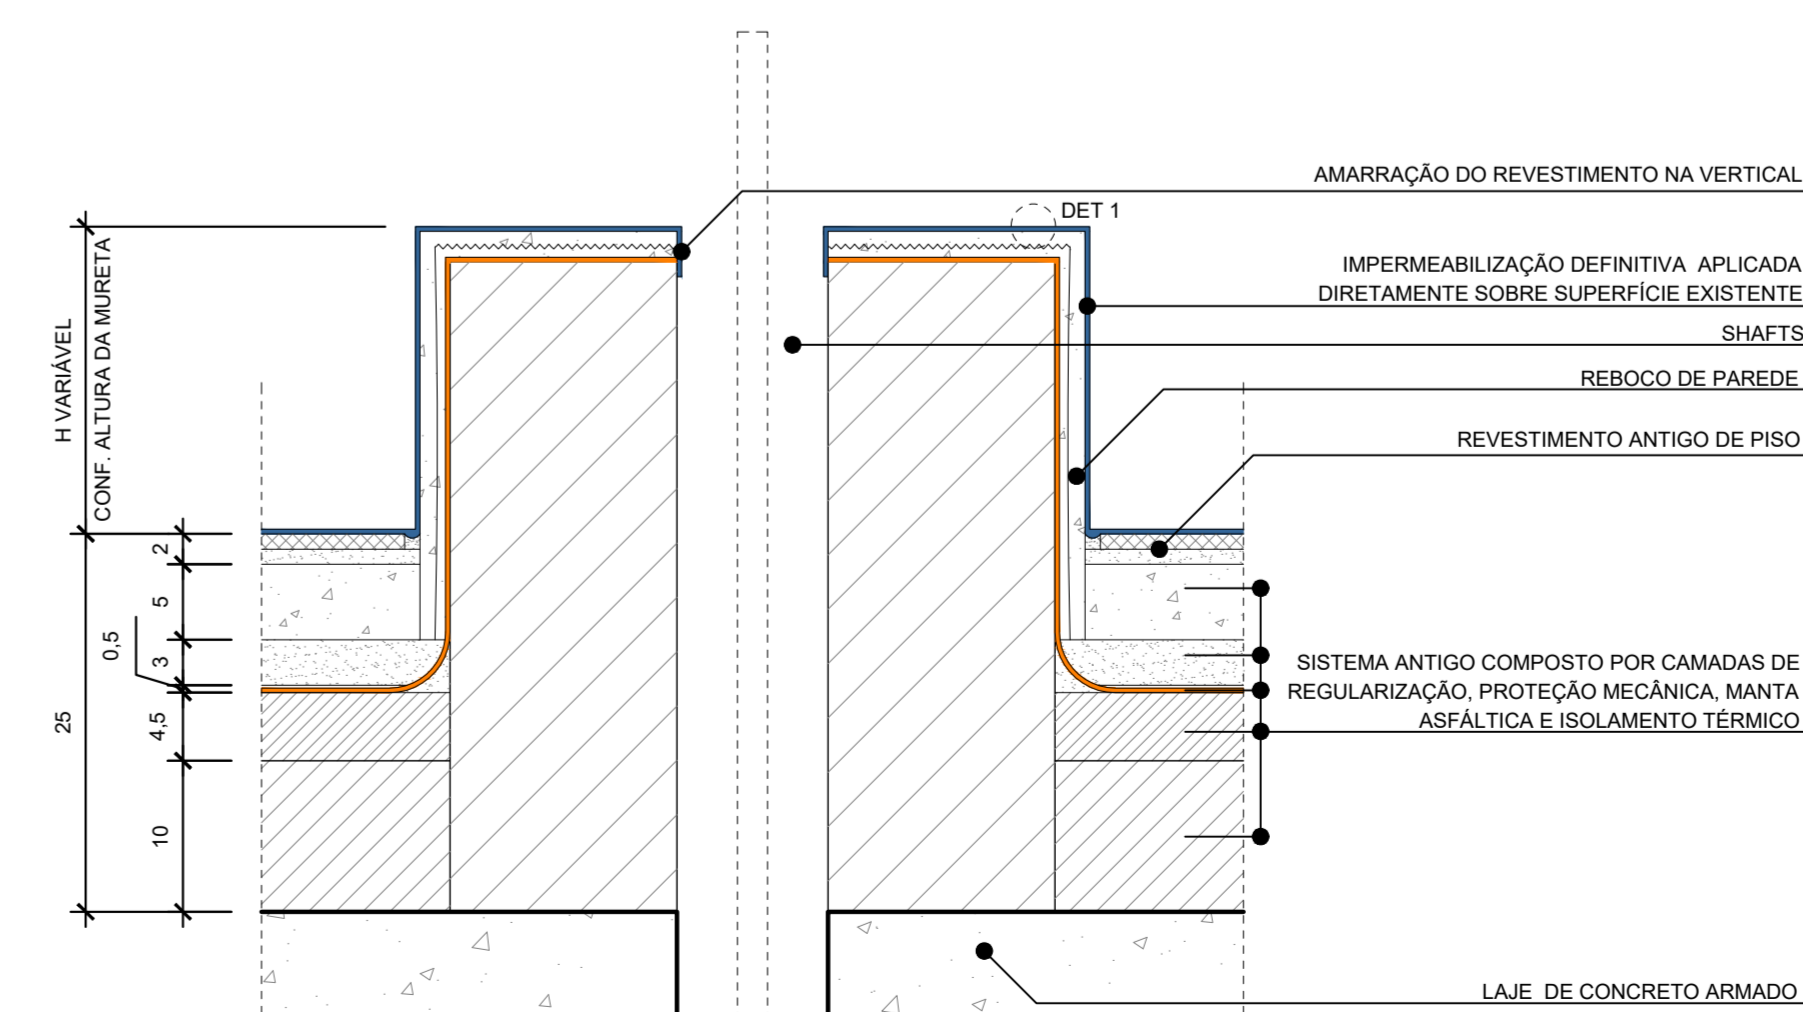 AMARRAÇÃO DO REVESTIMENTO NA VERTICAL
DET 1
IMPERMEABILIZAÇÃO DEFINITIVA APLICADA
DIRETAMENTE SOBRE SUPERFÍCIE EXISTENTE
SHAFTS
REBOCO DE PAREDE
REVESTIMENTO ANTIGO DE PISO
SISTEMA ANTIGO COMPOSTO POR CAMADAS DE
REGULARIZAÇÃO, PROTEÇÃO MECÂNICA, MANTA
ASFÁLTICA E ISOLAMENTO TÉRMICO
LAJE DE CONCRETO ARMADO
H VARIÁVEL
CONF. ALTURA DA MURETA
25
2
5
0,5
3
4,5
10